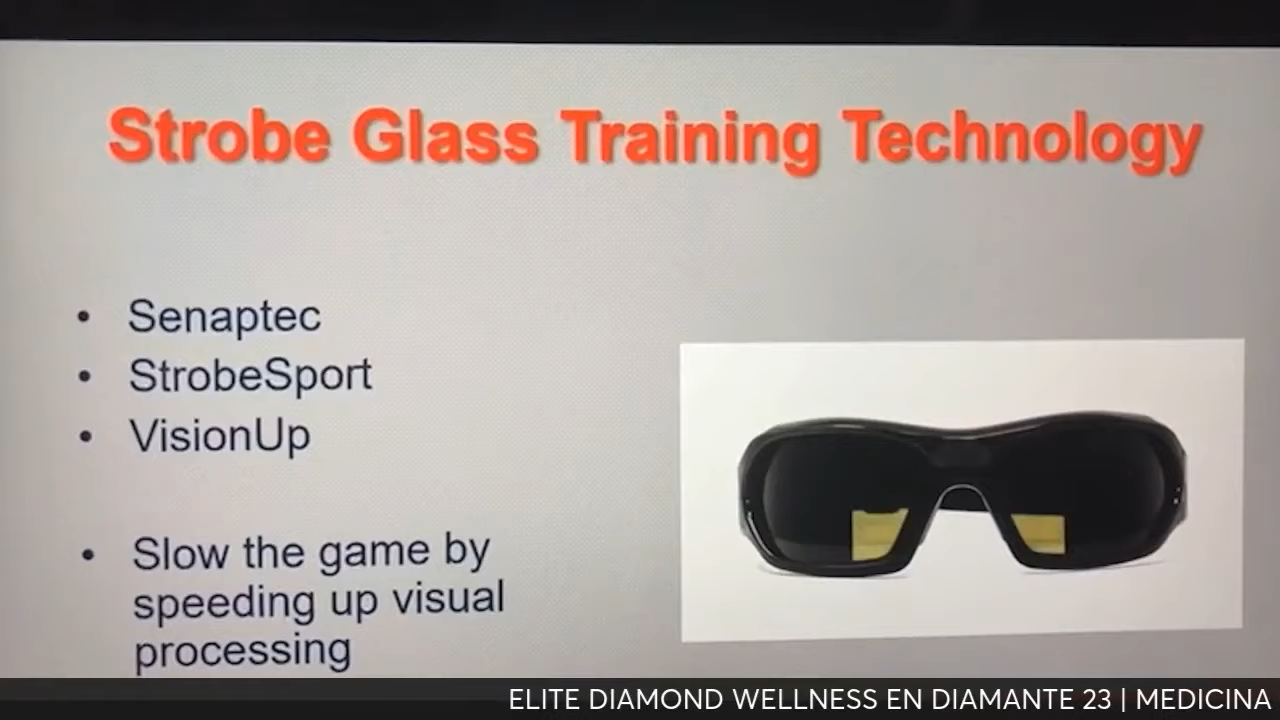 Strobe Glass Training Technology
• Senaptec
• StrobeSport
• VisionUp
• Slow the game by
speeding up visual
processing
ELITE DIAMOND WELLNESS EN DIAMANTE 23 | MEDICINA